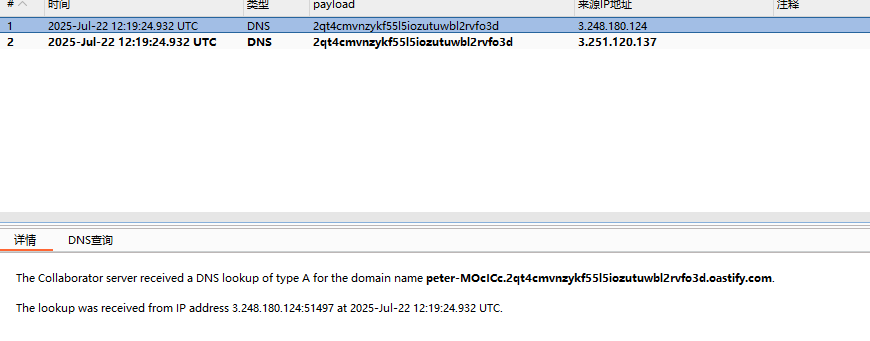 # 时间 类型 payload 来源IP地址 注释
1 2025-Jul-22 12:19:24.932 UTC DNS 2qt4cmvnzykf55l5iozutuwbl2rvfo3d 3.248.180.124
2 2025-Jul-22 12:19:24.932 UTC DNS 2qt4cmvnzykf55l5iozutuwbl2rvfo3d 3.251.120.137
详情 DNS查询
The Collaborator server received a DNS lookup of type A for the domain name peter-MOcICc.2qt4cmvnzykf55l5iozutuwbl2rvfo3d.oastify.com.
The lookup was received from IP address 3.248.180.124:51497 at 2025-Jul-22 12:19:24.932 UTC.